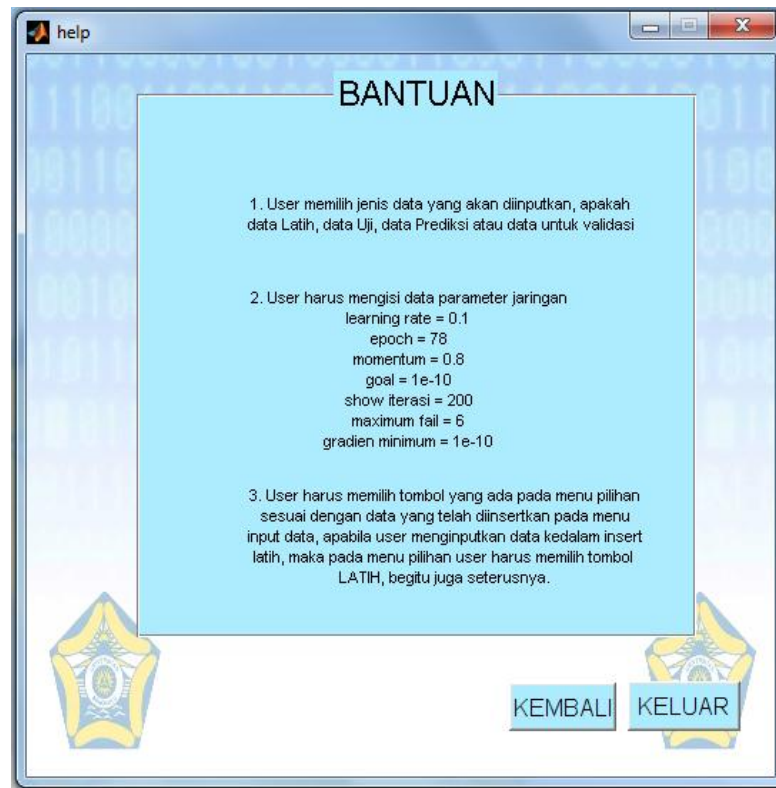 help
BANTUAN
1. User memilih jenis data yang akan diinputkan, apakah
data Latih, data Uji, data Prediksi atau data untuk validasi
2. User harus mengisi data parameter jaringan
learning rate = 0.1
epoch = 78
momentum = 0.8
goal = 1e-10
show iterasi = 200
maximum fail = 6
gradien minimum = 1e-10
3. User harus memilih tombol yang ada pada menu pilihan
sesuai dengan data yang telah diinsertkan pada menu
input data, apabila user menginputkan data kedalam insert
latih, maka pada menu pilihan user harus memilih tombol
LATIH, begitu juga seterusnya.
KEMBALI
KELUAR